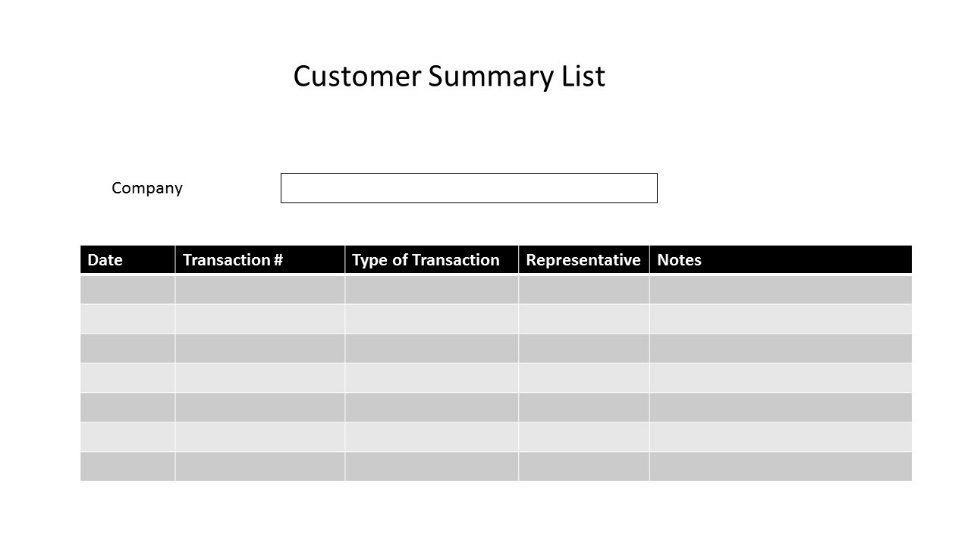 Customer Summary List
Company
Date Transaction # Type of Transaction Representative Notes